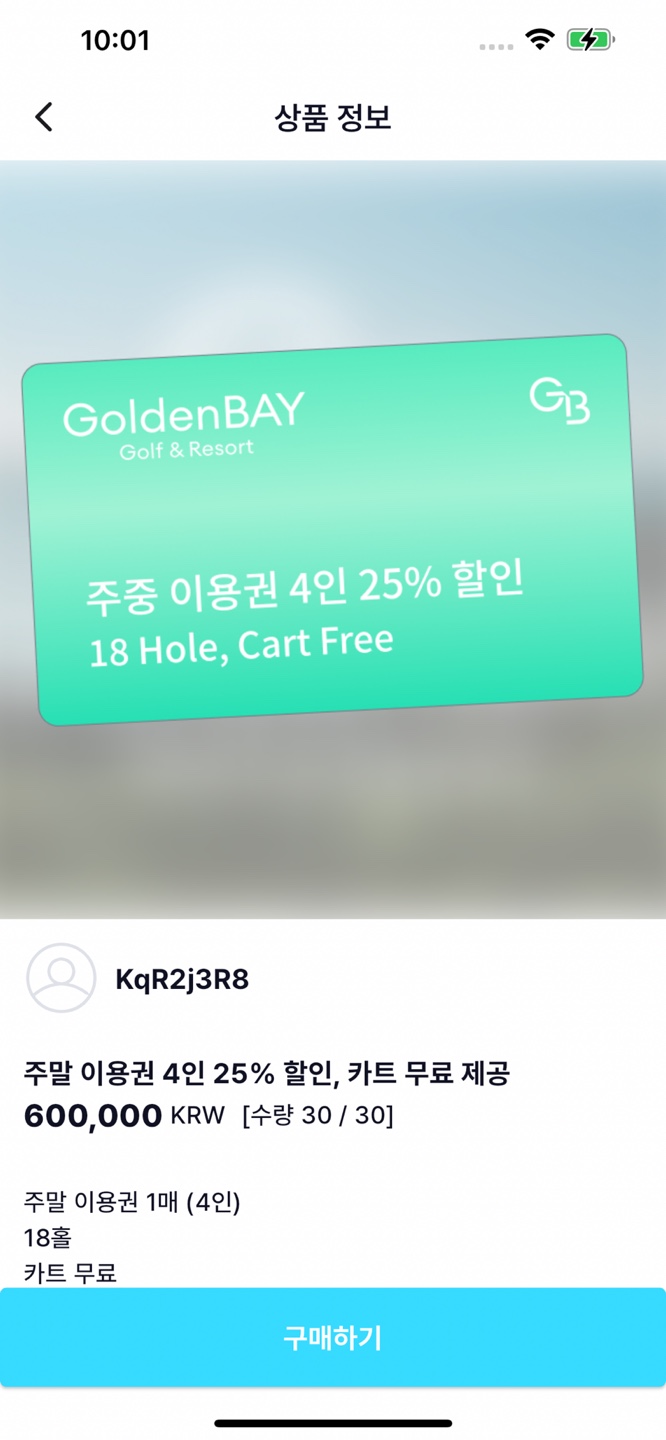 10:01
상품 정보
GoldenBAY
Golf & Resort
GB
주중 이용권 4인 25% 할인
18 Hole, Cart Free
KqR2j3R8
주말 이용권 4인 25% 할인, 카트 무료 제공
600,000 KRW [수량 30 / 30]
주말 이용권 1매 (4인)
18홀
카트 무료
구매하기